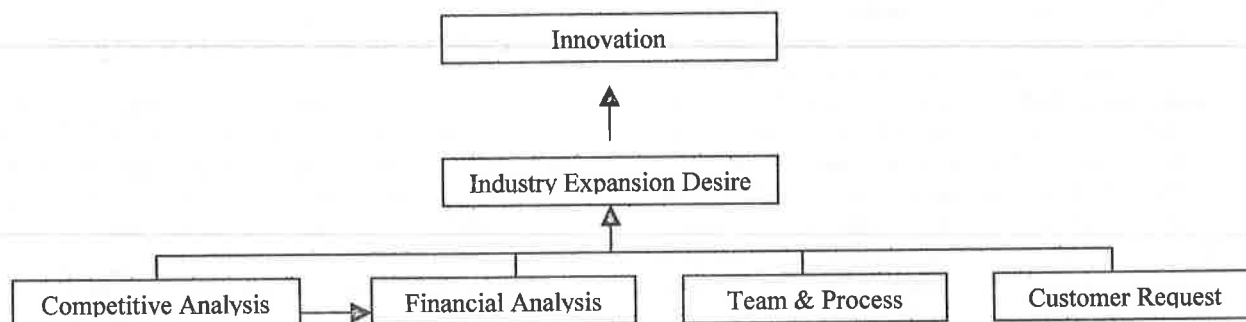 Innovation
Industry Expansion Desire
Competitive Analysis
Financial Analysis
Team & Process
Customer Request